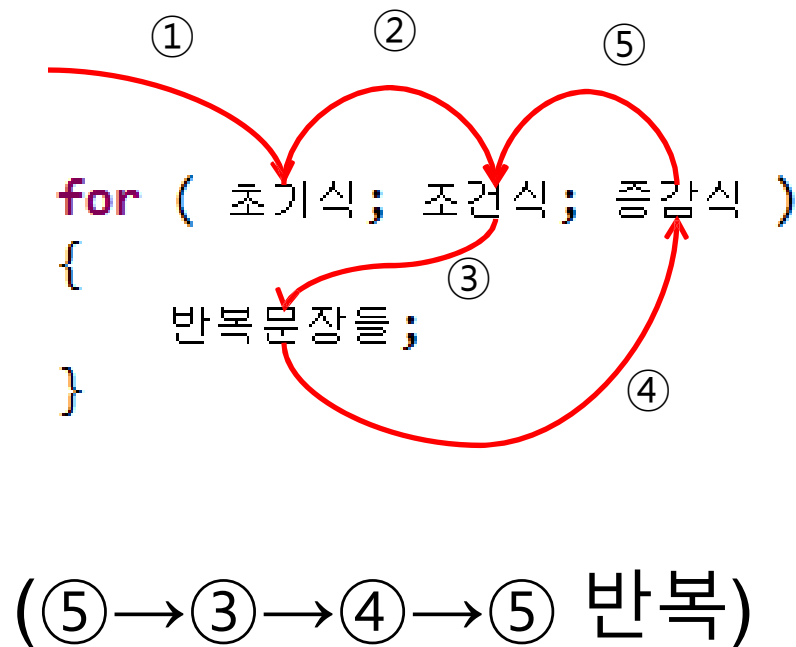 ① ② ⑤
for ( 초기식; 조건식; 증감식 )
{
③
반복문장들;
④
}
(⑤→③→④→⑤ 반복)